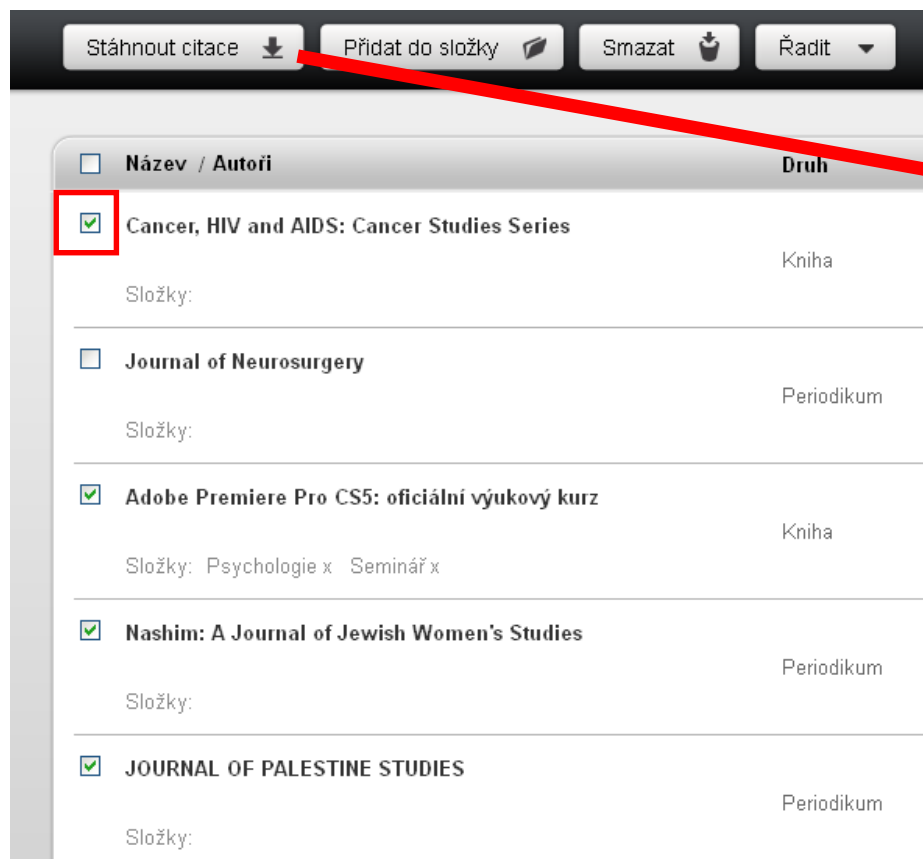 Stáhnout citace Přidat do složky Smazat Řadit
Název / Autoři Druh
Cancer, HIV and AIDS: Cancer Studies Series
Kniha
Složky:
Journal of Neurosurgery
Periodikum
Složky:
Adobe Premiere Pro CS5: oficiální výukový kurz
Kniha
Složky: Psychologie x Seminář x
Nashim: A Journal of Jewish Women's Studies
Periodikum
Složky:
JOURNAL OF PALESTINE STUDIES
Periodikum
Složky: